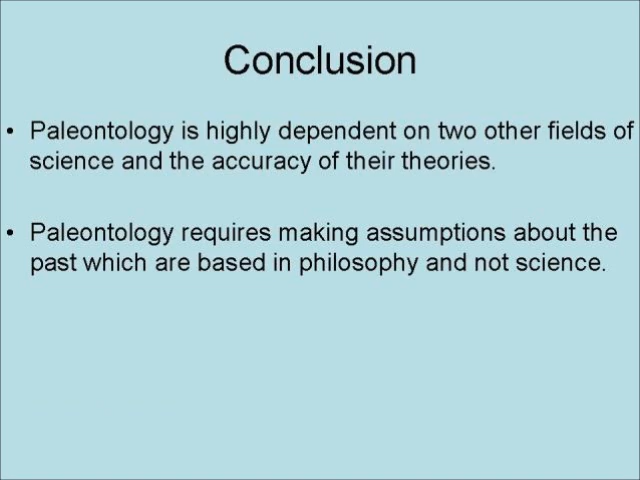 Conclusion
• Paleontology is highly dependent on two other fields of
science and the accuracy of their theories.
• Paleontology requires making assumptions about the
past which are based in philosophy and not science.